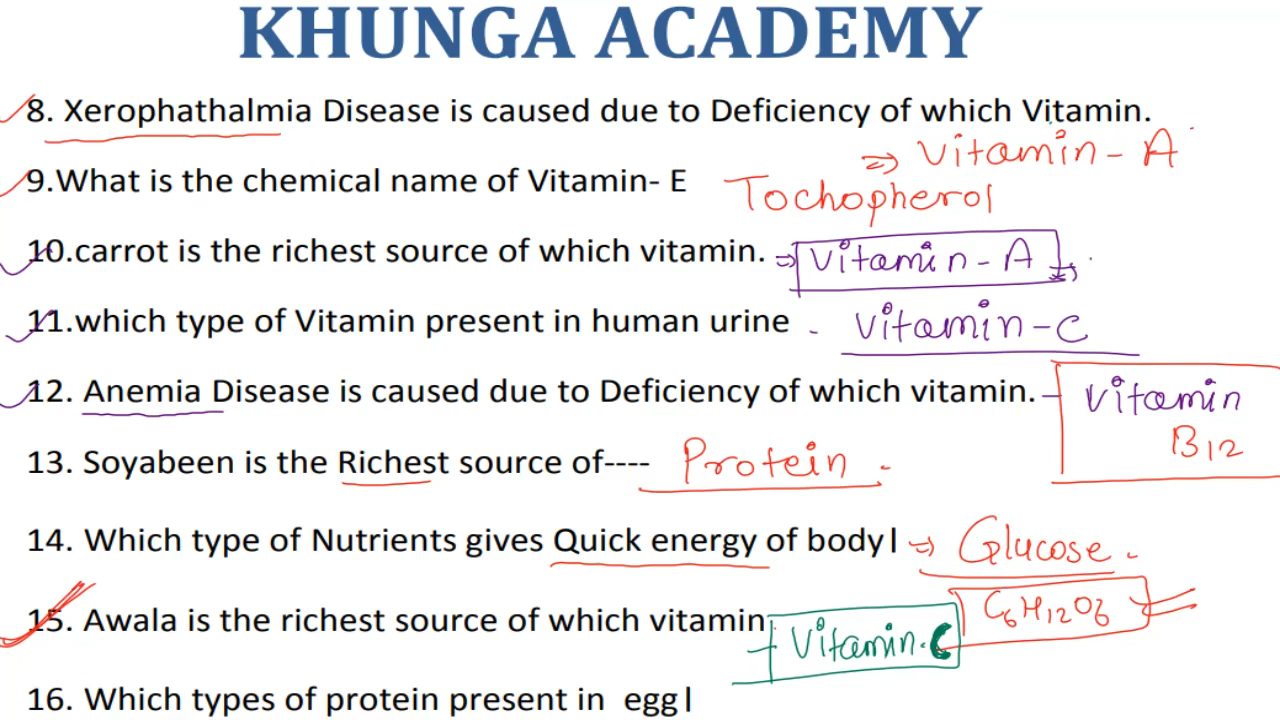 KHUNGA ACADEMY
8. Xerophathalmia Disease is caused due to Deficiency of which Vitamin.
=> Vitamin - A
9.What is the chemical name of Vitamin- E Tochopherol
10.carrot is the richest source of which vitamin. => Vitamin - A
11.which type of Vitamin present in human urine - Vitamin - C
12. Anemia Disease is caused due to Deficiency of which vitamin. - Vitamin
B12
13. Soyabeen is the Richest source of---- Protein.
14. Which type of Nutrients gives Quick energy of body| => Glucose.
C6H12O6
15. Awala is the richest source of which vitamin - Vitamin. C
16. Which types of protein present in egg|